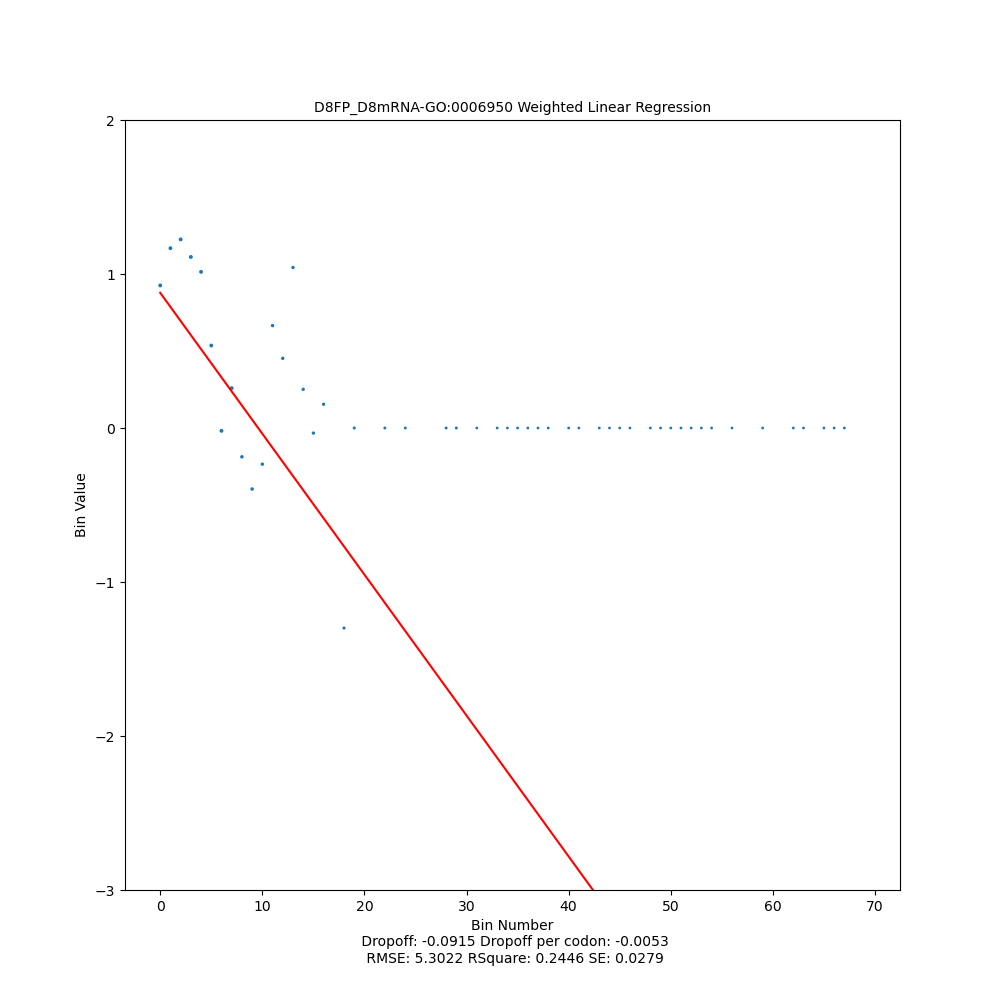 D8FP_D8mRNA-GO:0006950 Weighted Linear Regression
2
1
0
−1
−2
−3
Bin Value
0 10 20 30 40 50 60 70
Bin Number
Dropoff: -0.0915 Dropoff per codon: -0.0053
RMSE: 5.3022 RSquare: 0.2446 SE: 0.0279